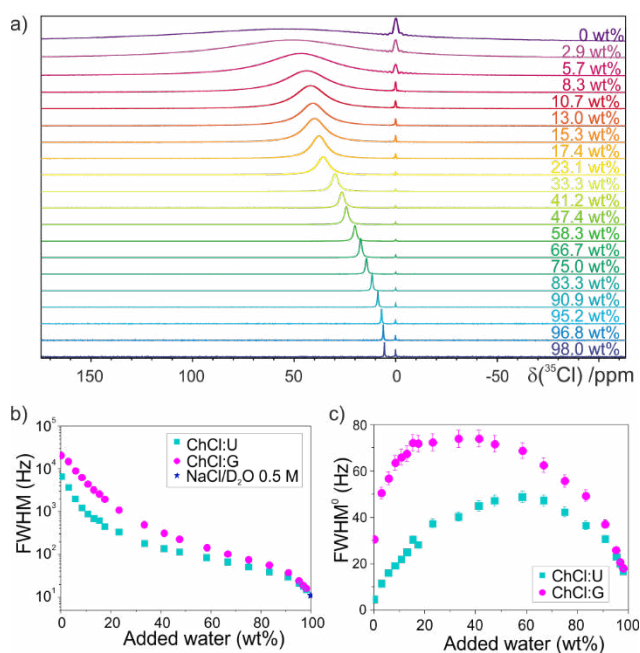 a)
0 wt%
2.9 wt%
5.7 wt%
8.3 wt%
10.7 wt%
13.0 wt%
15.3 wt%
17.4 wt%
23.1 wt%
33.3 wt%
41.2 wt%
47.4 wt%
58.3 wt%
66.7 wt%
75.0 wt%
83.3 wt%
90.9 wt%
95.2 wt%
96.8 wt%
98.0 wt%
150 100 50 0 -50 δ(³⁵Cl) /ppm
b)
FWHM (Hz)
10⁵
10⁴
10³
10²
10¹
ChCl:U
ChCl:G
NaCl/D₂O 0.5 M
0 20 40 60 80 100
Added water (wt%)
c)
FWHM⁰ (Hz)
80
60
40
20
0
ChCl:U
ChCl:G
0 20 40 60 80 100
Added water (wt%)